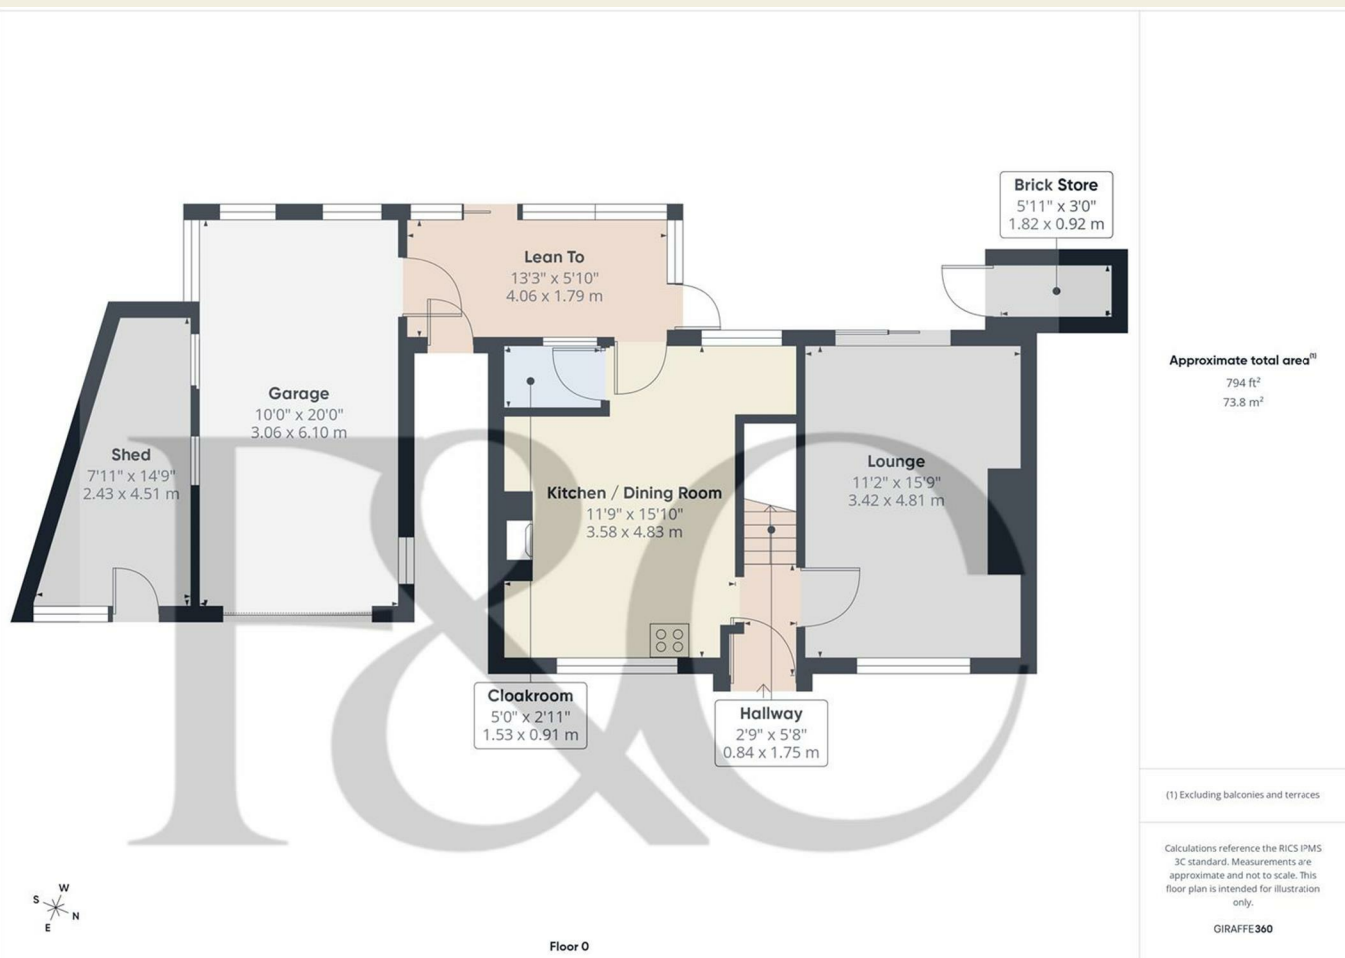 Brick Store
5'11" x 3'0"
1.82 x 0.92 m
Lean To
13'3" x 5'10"
4.06 x 1.79 m
Garage
10'0" x 20'0"
3.06 x 6.10 m
Shed
7'11" x 14'9"
2.43 x 4.51 m
Kitchen / Dining Room
11'9" x 15'10"
3.58 x 4.83 m
Lounge
11'2" x 15'9"
3.42 x 4.81 m
Cloakroom
5'0" x 2'11"
1.53 x 0.91 m
Hallway
2'9" x 5'8"
0.84 x 1.75 m
F&C
W
S
N
E
Floor 0
Approximate total area(1)
794 ft²
73.8 m²
(1) Excluding balconies and terraces
Calculations reference the RICS IPMS
3C standard. Measurements are
approximate and not to scale. This
floor plan is intended for illustration
only.
GIRAFFE360